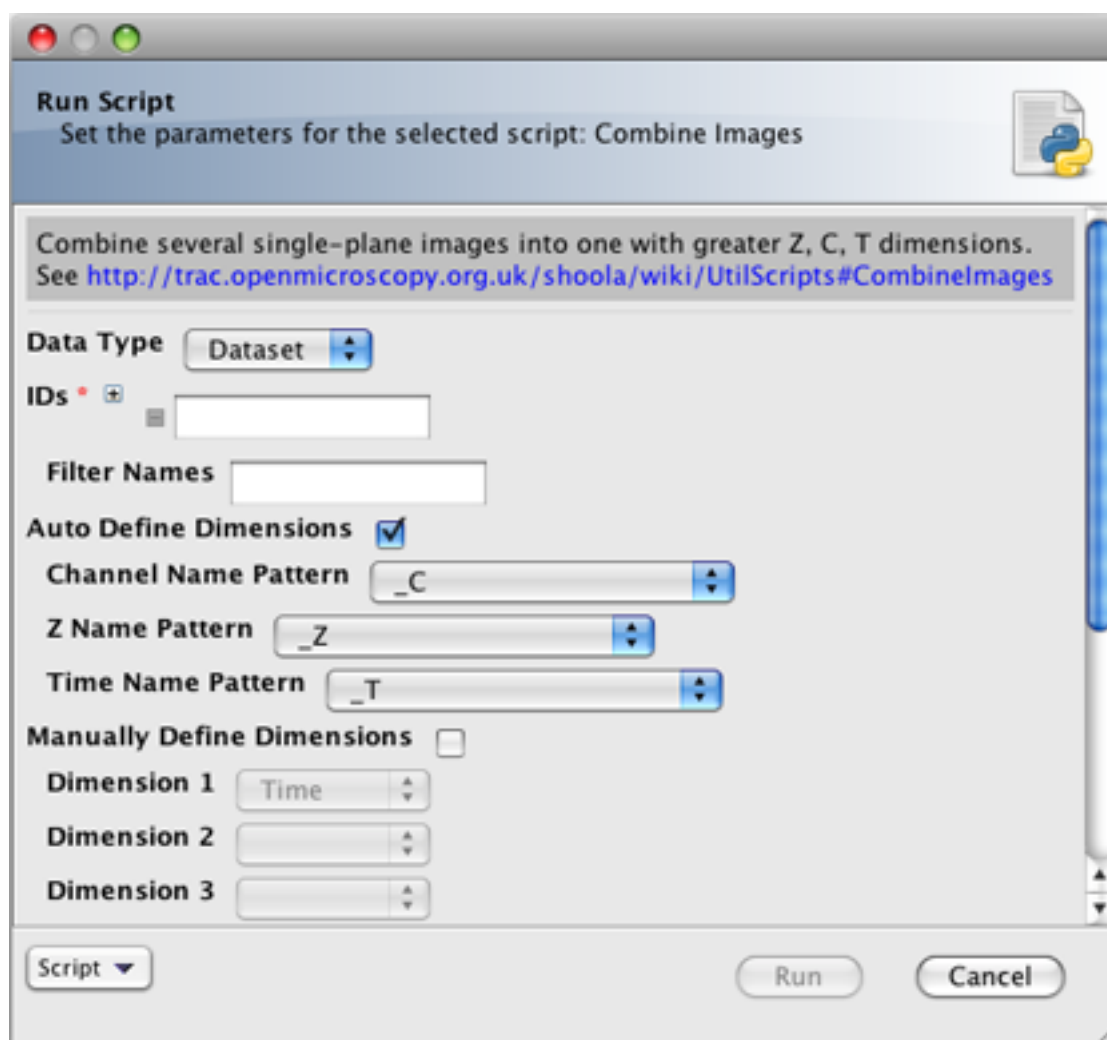 Run Script
Set the parameters for the selected script: Combine Images
Combine several single-plane images into one with greater Z, C, T dimensions.
See http://trac.openmicroscopy.org.uk/shoola/wiki/UtilScripts#CombineImages
Data Type Dataset
IDs *
Filter Names
Auto Define Dimensions
Channel Name Pattern _C
Z Name Pattern _Z
Time Name Pattern _T
Manually Define Dimensions
Dimension 1 Time
Dimension 2
Dimension 3
Script Run Cancel